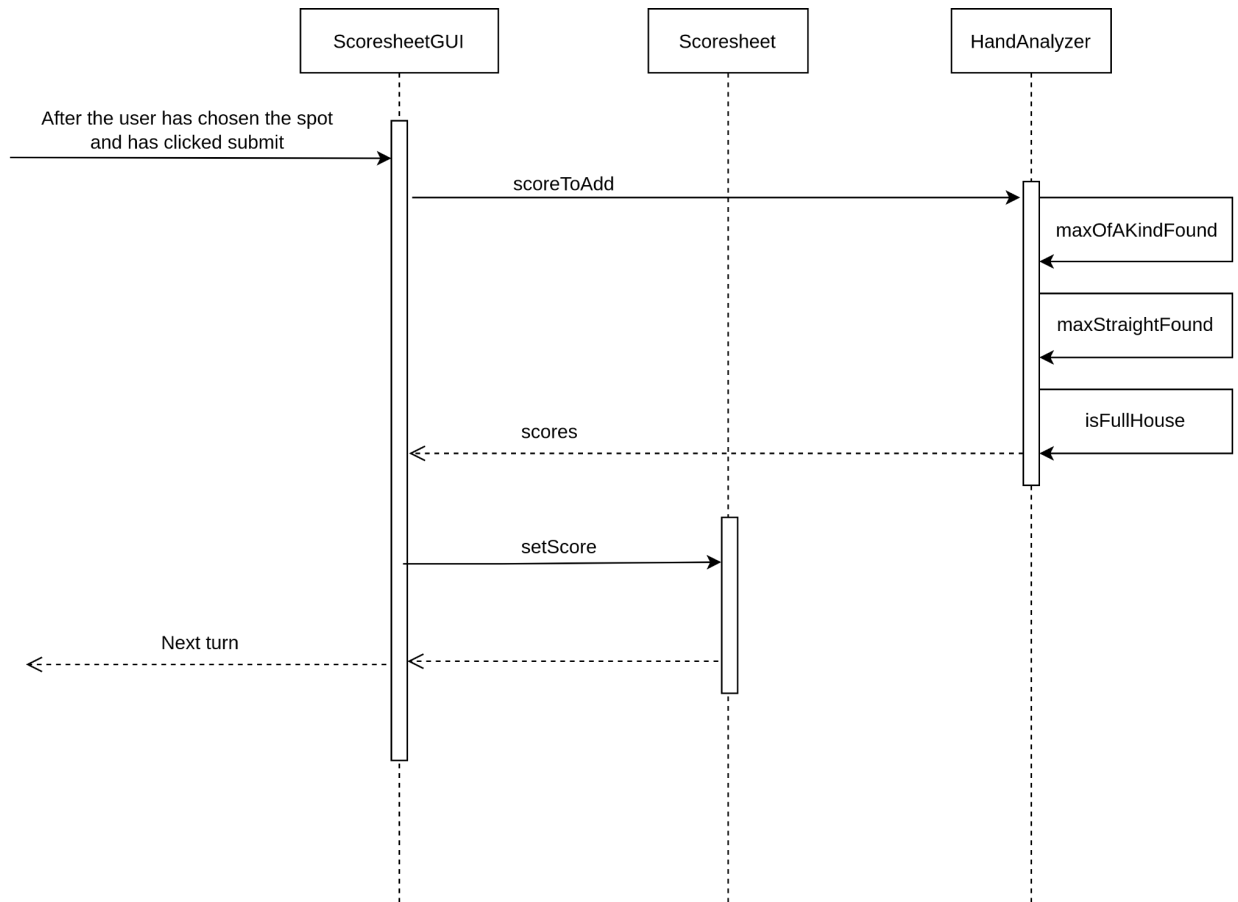 ScoresheetGUI
Scoresheet
HandAnalyzer
After the user has chosen the spot
and has clicked submit
scoreToAdd
maxOfAKindFound
maxStraightFound
isFullHouse
scores
setScore
Next turn